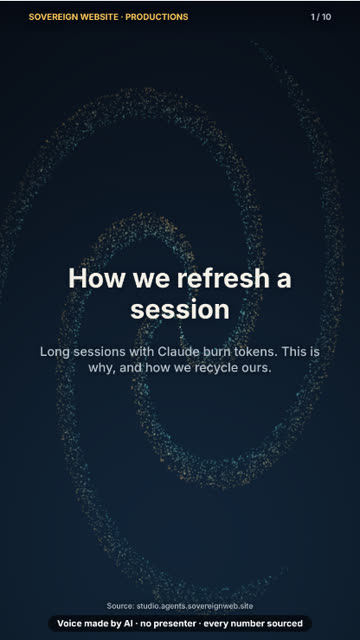 SOVEREIGN WEBSITE · PRODUCTIONS
1 / 10
How we refresh a
session
Long sessions with Claude burn tokens. This is
why, and how we recycle ours.
Source: studio.agents.sovereignweb.site
Voice made by AI · no presenter · every number sourced